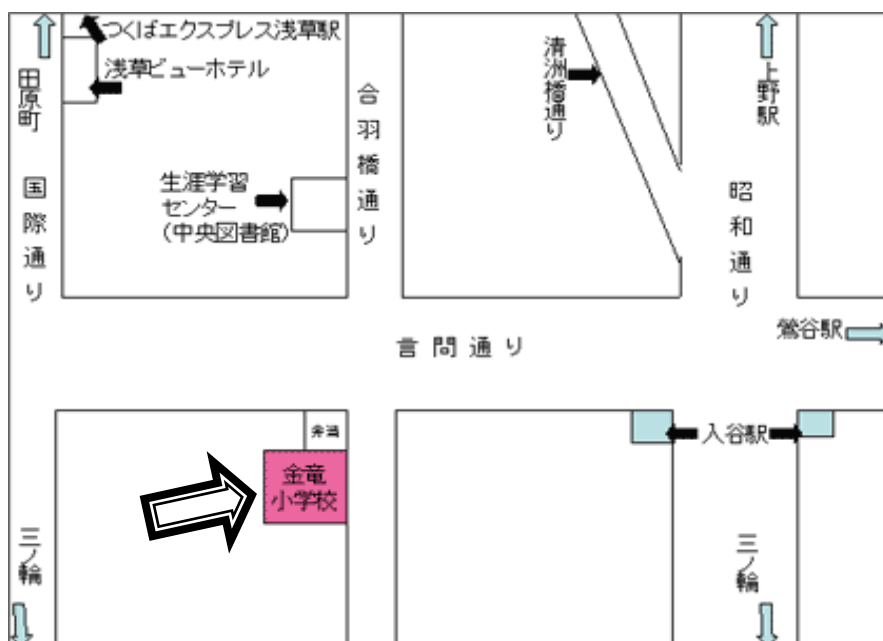 つくばエクスプレス浅草駅
浅草ビューホテル
田原町
国際通り
生涯学習
センター
(中央図書館)
合羽橋通り
清洲橋通り
上野駅
昭和通り
鶯谷駅
言問通り
弁当
金竜
小学校
入谷駅
三ノ輪
三ノ輪